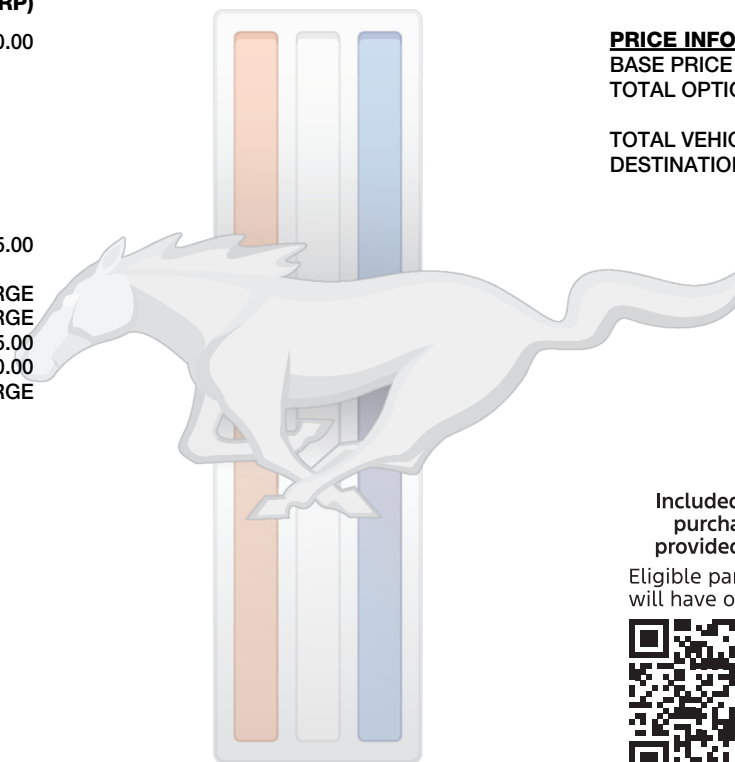 RP)
0.00
5.00
RGE
RGE
5.00
0.00
RGE
PRICE INFO
BASE PRICE
TOTAL OPTIO
TOTAL VEHIC
DESTINATION
Included
purcha
provided
Eligible par
will have o